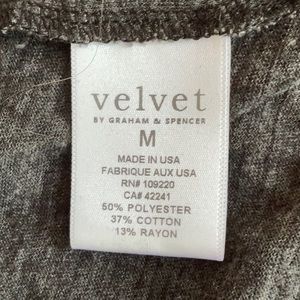 velvet
BY GRAHAM & SPENCER
M
MADE IN USA
FABRIQUE AUX USA
RN# 109220
CA# 42241
50% POLYESTER
37% COTTON
13% RAYON